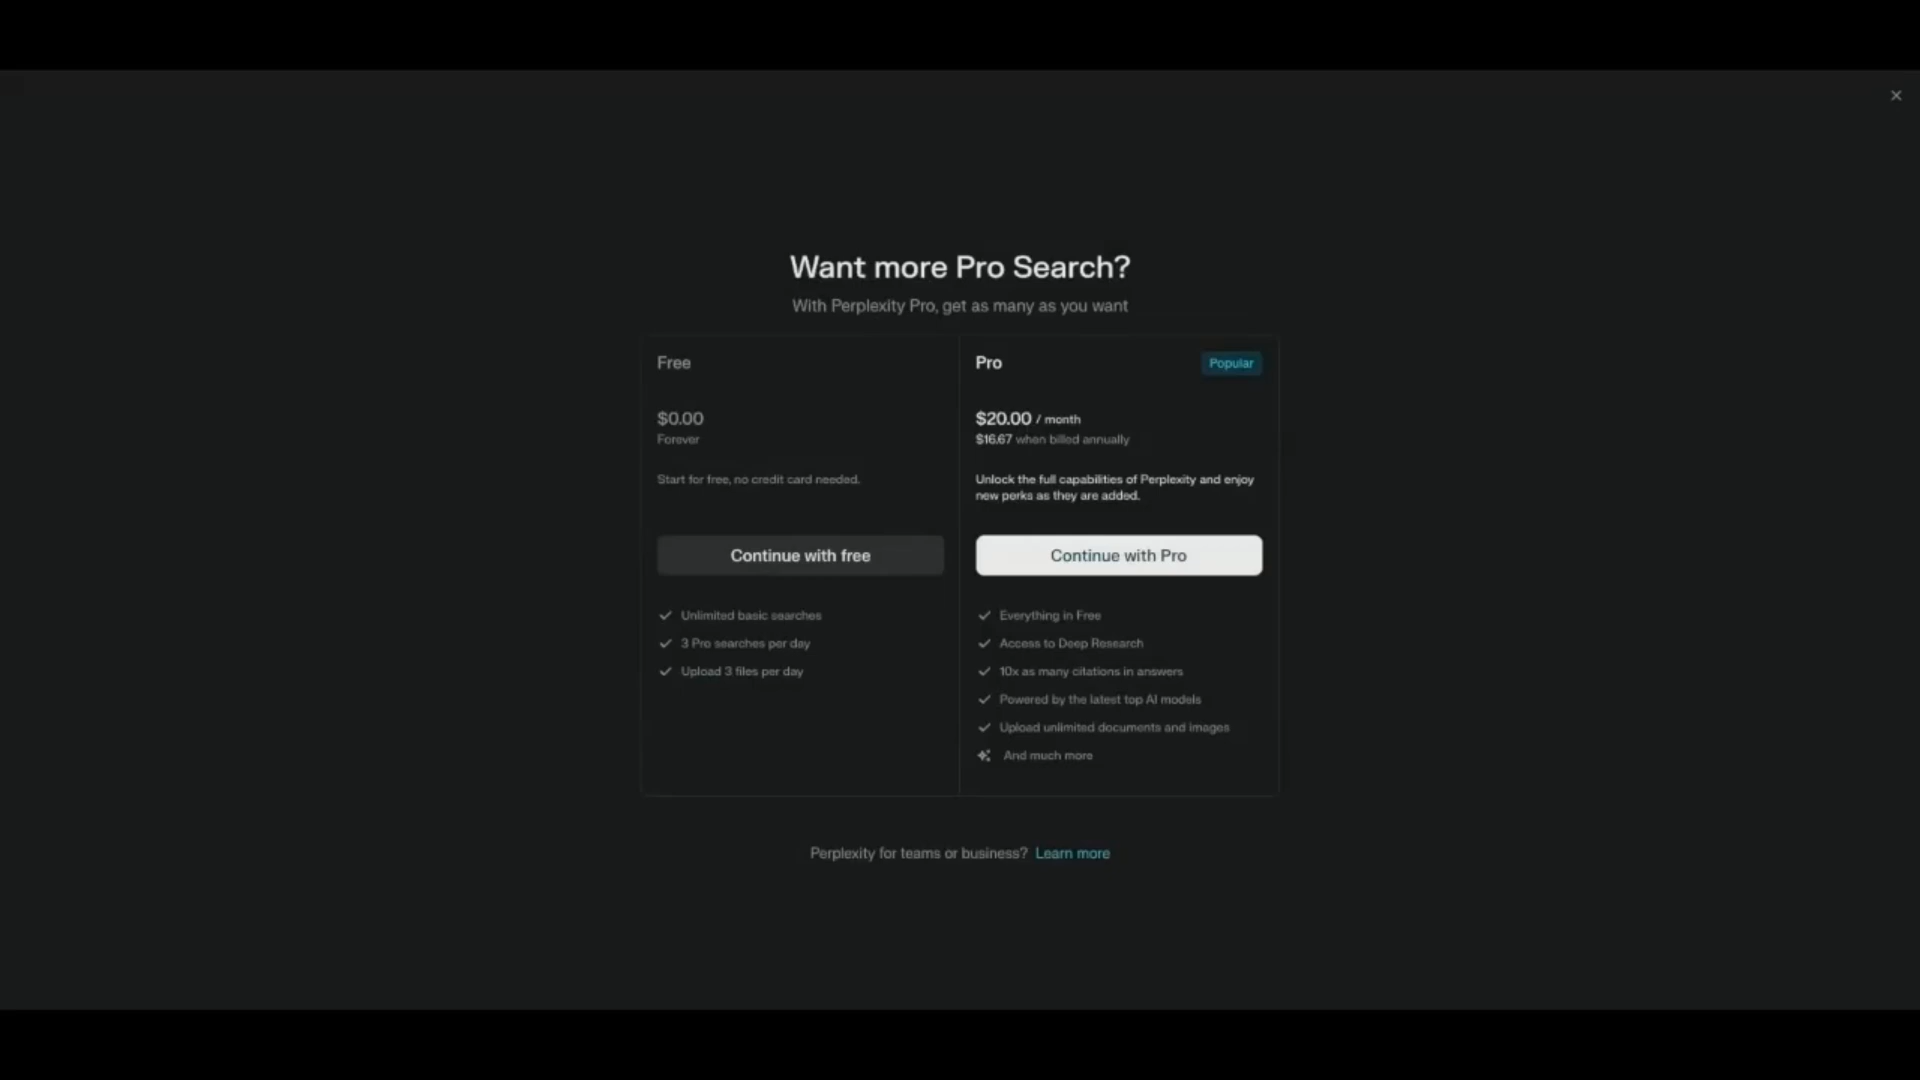 Want more Pro Search?
With Perplexity Pro, get as many as you want
Free
$0.00
Forever
Start for free, no credit card needed.
Continue with free
Unlimited basic searches
3 Pro searches per day
Upload 3 files per day
Pro
Popular
$20.00 / month
$16.67 when billed annually
Unlock the full capabilities of Perplexity and enjoy
new perks as they are added.
Continue with Pro
Everything in Free
Access to Deep Research
10x as many citations in answers
Powered by the latest top AI models
Upload unlimited documents and images
And much more
Perplexity for teams or business? Learn more